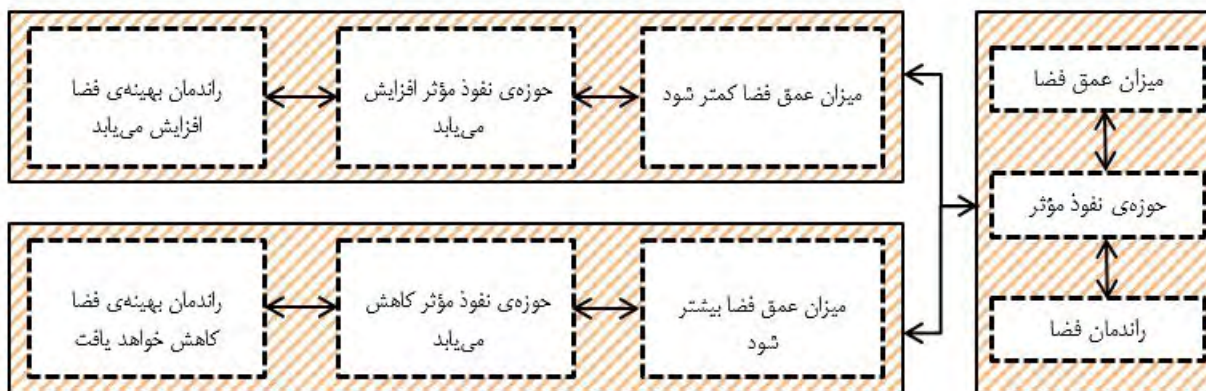 میزان عمق فضا
حوزه‌ی نفوذ مؤثر
راندمان فضا
میزان عمق فضا کمتر شود
حوزه‌ی نفوذ مؤثر افزایش
می‌یابد
راندمان بهینه‌ی فضا
افزایش می‌یابد
میزان عمق فضا بیشتر
شود
حوزه‌ی نفوذ مؤثر کاهش
می‌یابد
راندمان بهینه‌ی فضا
کاهش خواهد یافت